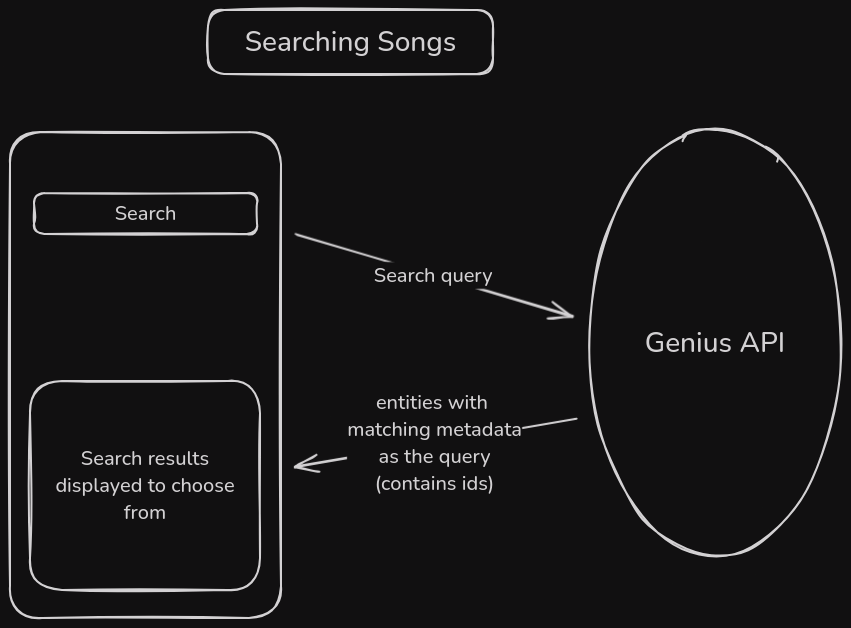 Searching Songs
Search
Search query
Genius API
entities with
matching metadata
as the query
(contains ids)
Search results
displayed to choose
from